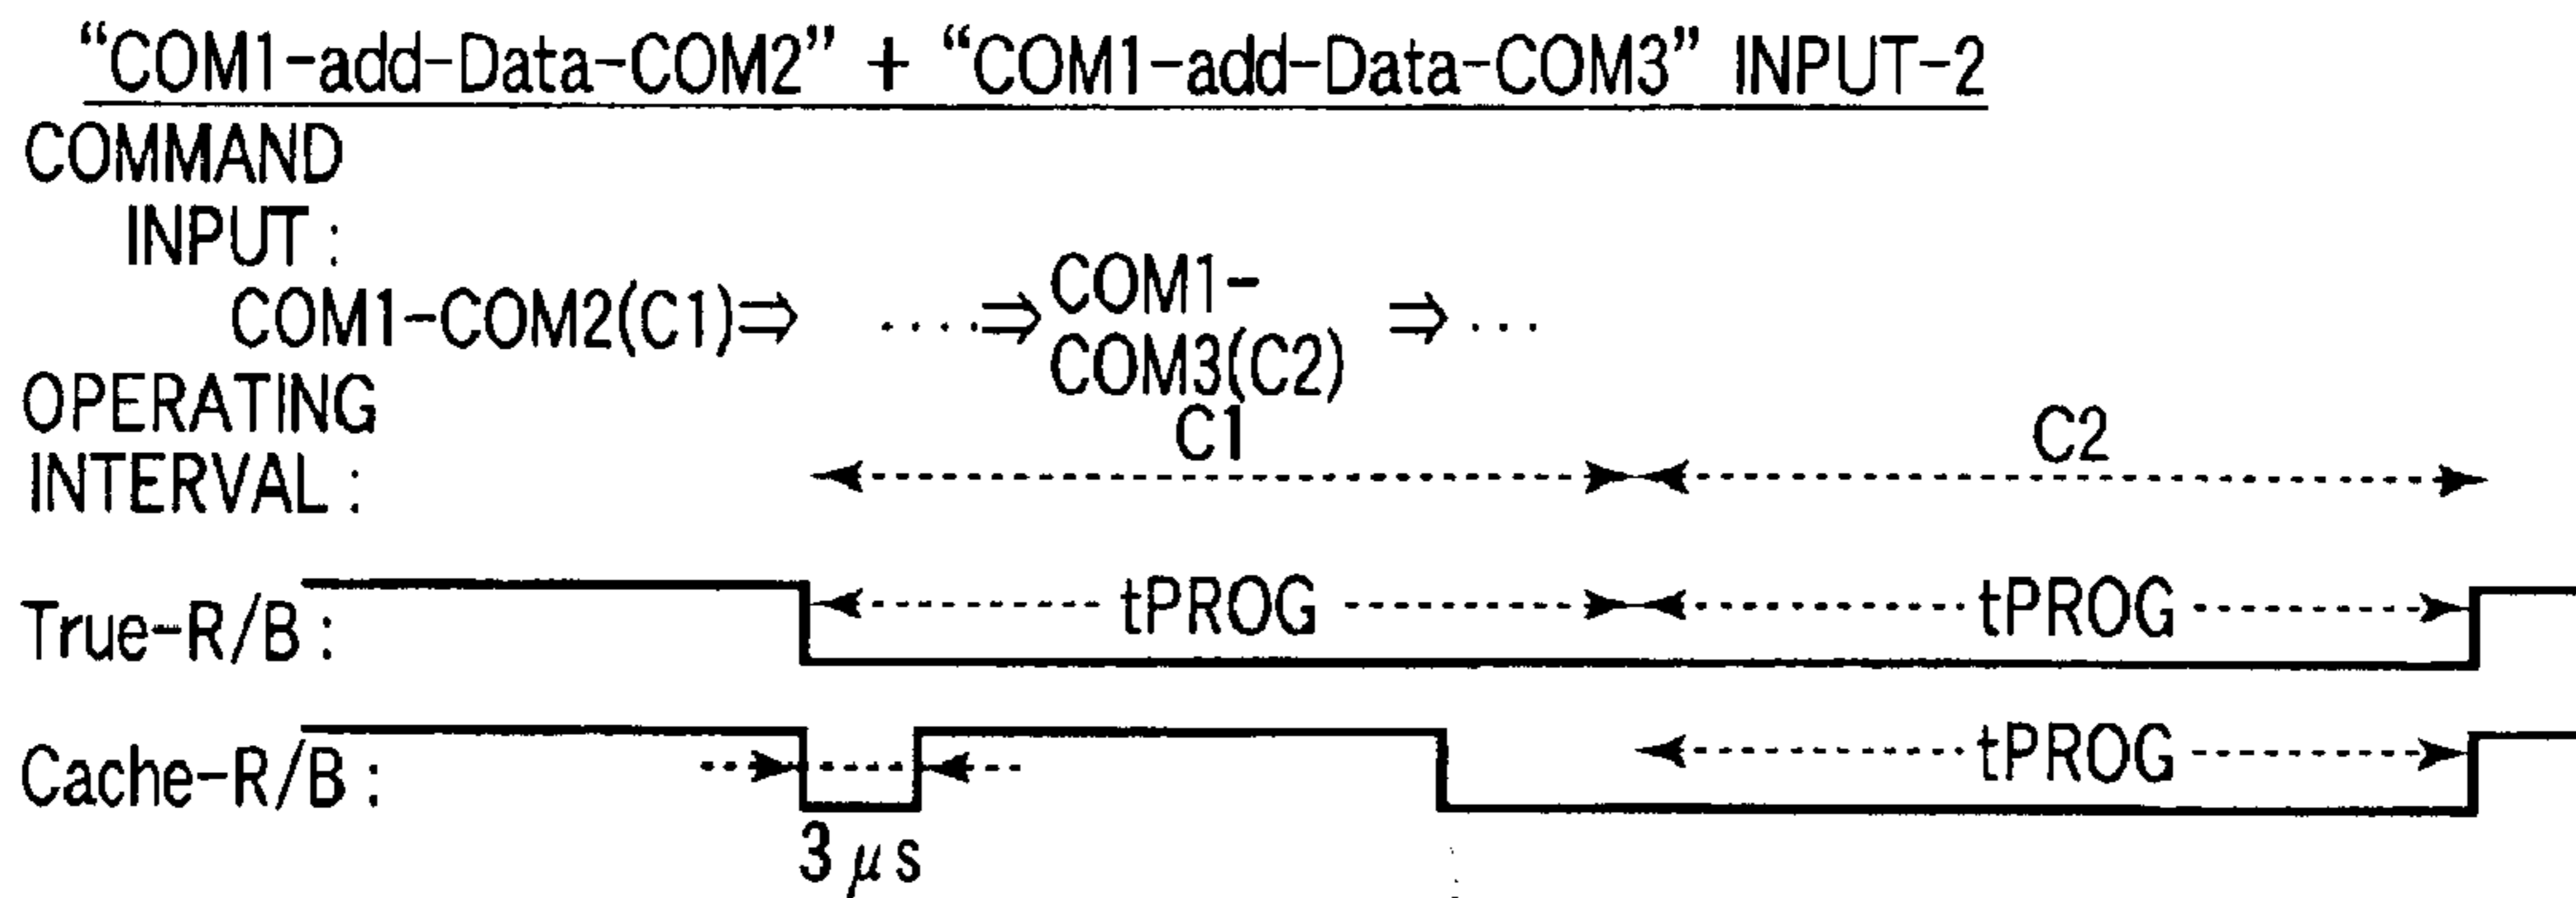 “COM1-add-Data-COM2” + “COM1-add-Data-COM3” INPUT-2
COMMAND
INPUT :
COM1-COM2(C1)⇒ ....⇒ COM1- ⇒ ...
COM3(C2)
OPERATING
INTERVAL :
C1 C2
True-R/B : tPROG tPROG
Cache-R/B : tPROG
3 μs